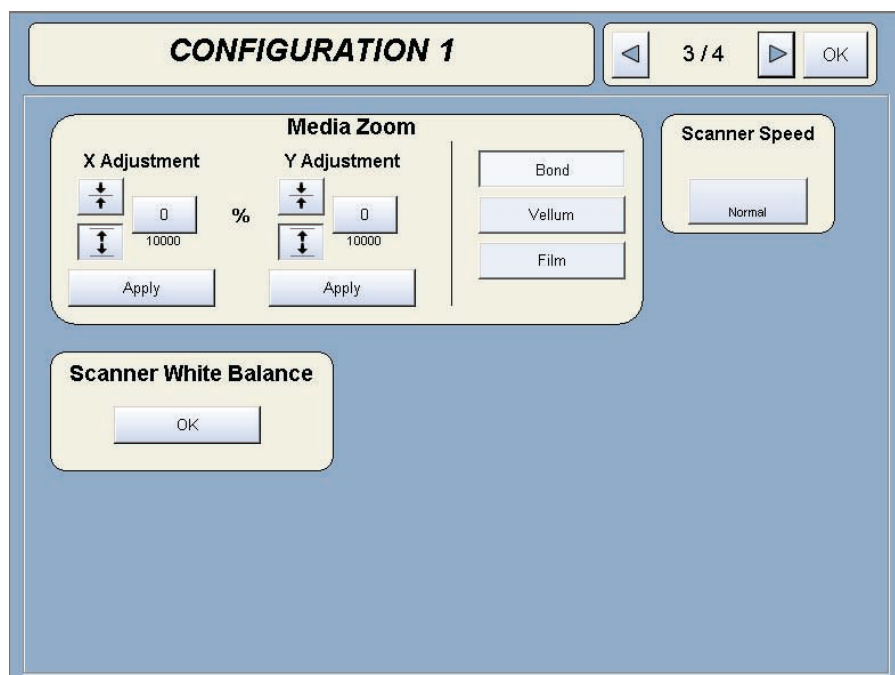 CONFIGURATION 1
3 / 4
OK
Media Zoom
X Adjustment
0
10000
%
Apply
Y Adjustment
0
10000
Apply
Bond
Vellum
Film
Scanner Speed
Normal
Scanner White Balance
OK